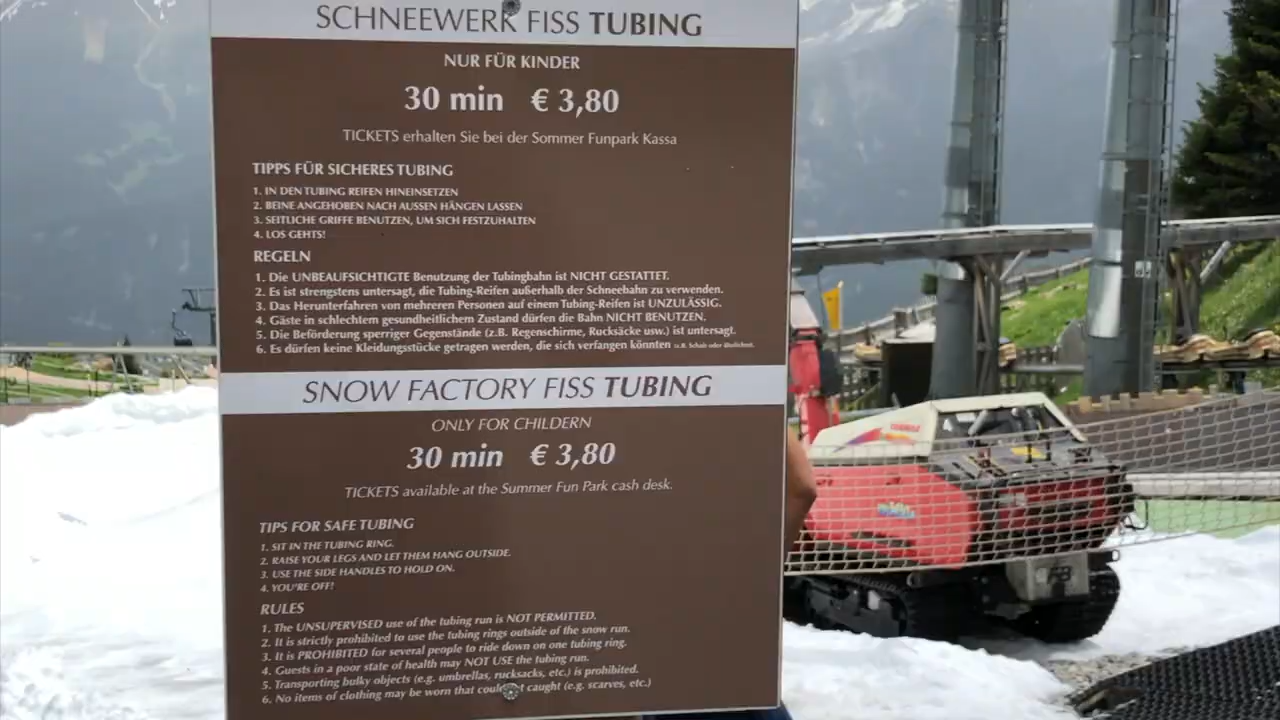 SCHNEEWERK FISS TUBING
NUR FÜR KINDER
30 min € 3,80
TICKETS erhalten Sie bei der Sommer Funpark Kassa
TIPPS FÜR SICHERES TUBING
1. IN DEN TUBING REIFEN HINEINSETZEN
2. BEINE ANGEHOBEN NACH AUSSEN HÄNGEN LASSEN
3. SEITLICHE GRIFFE BENUTZEN, UM SICH FESTZUHALTEN
4. LOS GEHTS!
REGELN
1. Die UNBEAUFSICHTIGTE Benutzung der Tubingbahn ist NICHT GESTATTET.
2. Es ist strengstens untersagt, die Tubing-Reifen außerhalb der Schneebahn zu verwenden.
3. Das Herunterfahren von mehreren Personen auf einem Tubing-Reifen ist UNZULÄSSIG.
4. Gäste in schlechtem gesundheitlichem Zustand dürfen die Bahn NICHT BENUTZEN.
5. Die Beförderung sperriger Gegenstände (z.B. Regenschirme, Rucksäcke usw.) ist untersagt.
6. Es dürfen keine Kleidungsstücke getragen werden, die sich verfangen könnten (z.B. Schals oder ähnliches).
SNOW FACTORY FISS TUBING
ONLY FOR CHILDERN
30 min € 3,80
TICKETS available at the Summer Fun Park cash desk.
TIPS FOR SAFE TUBING
1. SIT IN THE TUBING RING.
2. RAISE YOUR LEGS AND LET THEM HANG OUTSIDE.
3. USE THE SIDE HANDLES TO HOLD ON.
4. YOU'RE OFF!
RULES
1. The UNSUPERVISED use of the tubing run is NOT PERMITTED.
2. It is strictly prohibited to use the tubing rings outside of the snow run.
3. It is PROHIBITED for several people to ride down on one tubing ring.
4. Guests in a poor state of health may NOT USE the tubing run.
5. Transporting bulky objects (e.g. umbrellas, rucksacks, etc.) is prohibited.
6. No items of clothing may be worn that could caught (e.g. scarves, etc.)